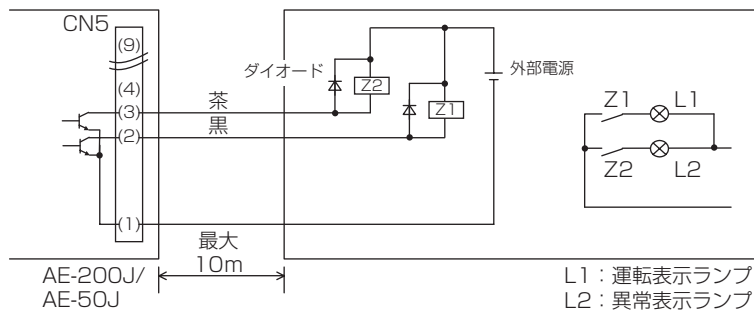 CN5
(9)
(4)
(3)
(2)
(1)
茶
黒
ダイオード
Z2
Z1
外部電源
Z1
L1
Z2
L2
最大
10m
AE-200J/
AE-50J
L1：運転表示ランプ
L2：異常表示ランプ